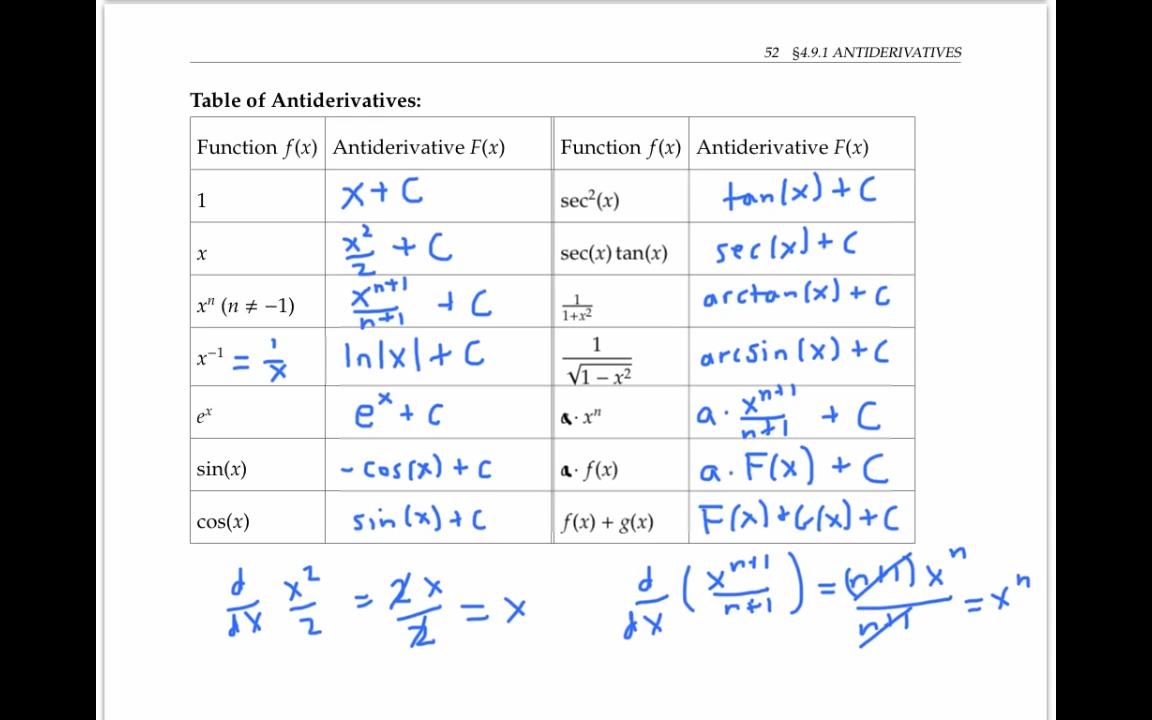 52 §4.9.1 ANTIDERIVATIVES
Table of Antiderivatives:
Function f(x) Antiderivative F(x) Function f(x) Antiderivative F(x)
1 x + C sec²(x) tan(x) + C
x x²/2 + C sec(x) tan(x) sec(x) + C
xⁿ (n ≠ −1) xⁿ⁺¹/n+1 + C 1/1+x² arctan(x) + C
x⁻¹ = 1/x ln|x| + C 1/√1 − x² arcsin(x) + C
eˣ eˣ + C a · xⁿ a · xⁿ⁺¹/n+1 + C
sin(x) - cos(x) + C a · f(x) a · F(x) + C
cos(x) sin(x) + C f(x) + g(x) F(x) + G(x) + C
d/dx x²/2 = 2x/2 = x d/dx (xⁿ⁺¹/n+1) = (n+1)xⁿ/n+1 = xⁿ